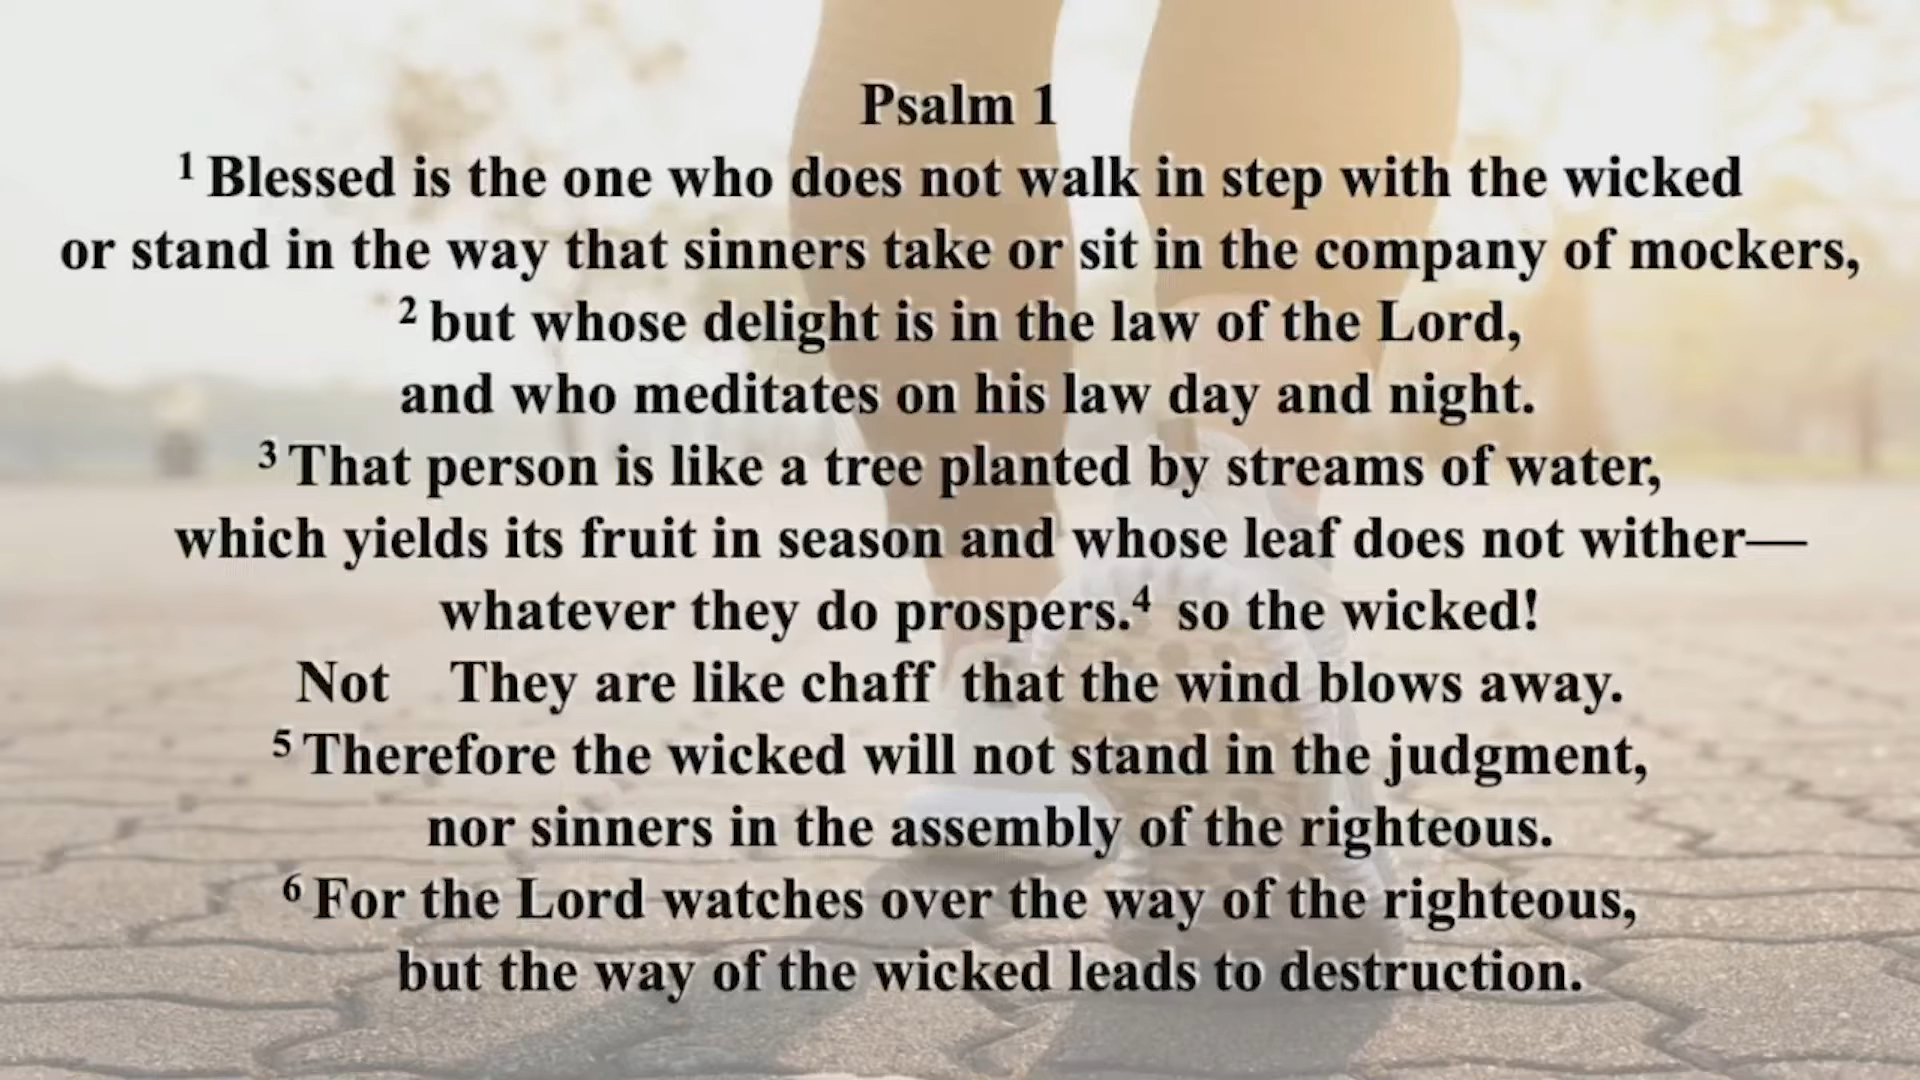 Psalm 1
1 Blessed is the one who does not walk in step with the wicked
or stand in the way that sinners take or sit in the company of mockers,
2 but whose delight is in the law of the Lord,
and who meditates on his law day and night.
3 That person is like a tree planted by streams of water,
which yields its fruit in season and whose leaf does not wither—
whatever they do prospers.4 so the wicked!
Not They are like chaff that the wind blows away.
5 Therefore the wicked will not stand in the judgment,
nor sinners in the assembly of the righteous.
6 For the Lord watches over the way of the righteous,
but the way of the wicked leads to destruction.